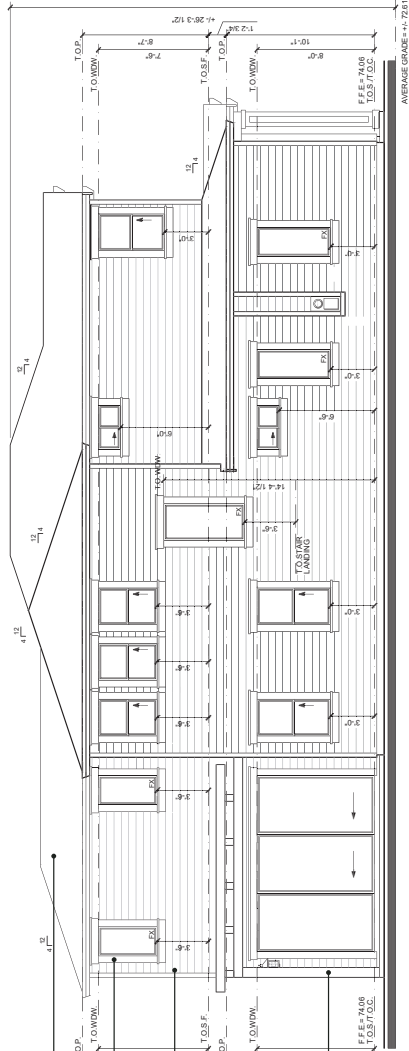 AVERAGE GRADE = +/- 72.61
+/- 26'-3 1/2"
8'-7"
1'-2 3/4"
10'-1"
7'-6"
8'-0"
T.O.P.
T.O.WDW.
T.O.S.F.
T.O.P.
T.O.WDW.
F.F.E.= 74.06
T.O.S./T.O.C.
12
4
12
4
12
4
12
4
12
4
12
4
3'-0"
6'-0"
3'-6"
3'-6"
3'-6"
3'-6"
FX
3'-6"
FX
T.O.WDW.
14'-4 1/2"
FX
3'-6"
T.O.STAIR
LANDING
FX
3'-0"
FX
3'-0"
6'-6"
3'-0"
3'-0"
O.P.
T.O.WDW.
T.O.S.F.
O.P.
T.O.WDW.
F.F.E.= 74.06
T.O.S./T.O.C.